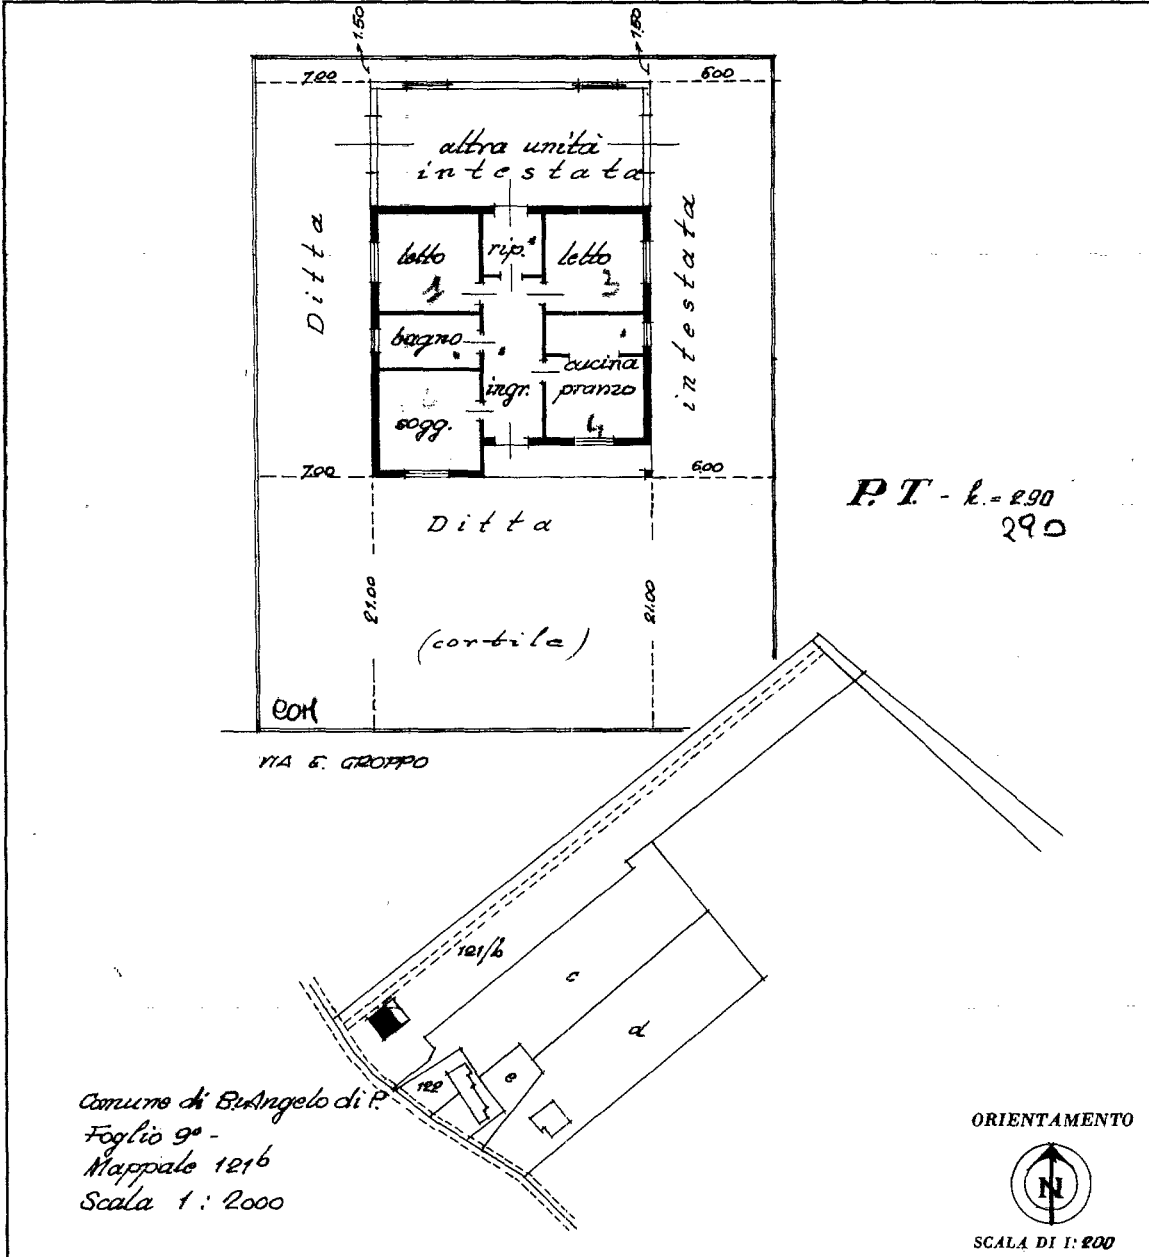 1.50
1.50
7.00
6.00
altra unità
intestata
Ditta
intestata
letto
rip.
letto
1
bagno
cucina
pranzo
ingr.
sogg.
7.00
6.00
Ditta
P.T. - h. = 2.90
290
21.00
21.00
(cortile)
COM
VIA E. GROPPO
121/b
c
d
e
122
Comune di S. Angelo di P.
Foglio 9° -
Mappale 121b
Scala 1 : 2000
ORIENTAMENTO
N
SCALA DI 1: 200